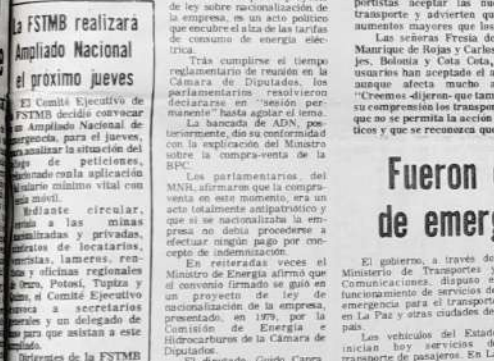 La FSTMB realizará
Ampliado Nacional
el próximo jueves
El Comité Ejecutivo de
FSTMB decidió convocar
Ampliado Nacional de
para el jueves,
analizar la situación del
de peticiones,
con la aplicación
salario mínimo vital con
móvil.
Mediante circular,
a las minas
y privadas,
de locatarios,
lameros,
y oficinas regionales
Oruro, Potosí, Tupiza y
el Comité Ejecutivo
a secretarios
y un delegado de
para que asistan a este
Dirigentes de la FSTMB
de ley sobre nacionalización de
la empresa, es un acto político
que encubre el alza de las tarifas
de consumo de energía eléc-
trica.
Tras cumplirse el tiempo
reglamentario de reunión en la
Cámara de Diputados, los
parlamentarios resolvieron
declararse en "sesión per-
manente" hasta agotar el tema.
La bancada de ADN, pos-
teriormente, dio su conformidad
con la explicación del Ministro
sobre la compra-venta de la
BPC.
Los parlamentarios del
MNH, afirmaron que la compra-
venta en este momento, era un
acto totalmente antipatriótico y
que si se nacionalizaba la em-
presa no debía procederse a
efectuar ningún pago por con-
cepto de indemnización.
En reiteradas veces el
Ministro de Energía afirmó que
el convenio firmado se guió en
un proyecto de ley de
nacionalización de la empresa,
presentado, en 1979, por la
Comisión de Energía e
Hidrocarburos de la Cámara de
Diputados.
El diputado Guido Capra
portistas aceptar las
transporte y advierten
aumentos mayores que los
Las señoras Fresia de
Manrique de Rojas y Carlos
jes, Bolonia y Cota Cota,
usuarios han aceptado el
aunque afecta mucho a
"Creemos -dijeron- que
su comprensión los
que no se permita la acción
ticos y que se reconozca que
Fueron
de emer
El gobierno, a través
Ministerio de Transportes y
Comunicaciones, dispuso
funcionamiento de servicios de
emergencia para el transporte
en La Paz y otras ciudades del
país.
Los vehículos del Estado
inician hoy servicios de
transporte de pasajeros. En